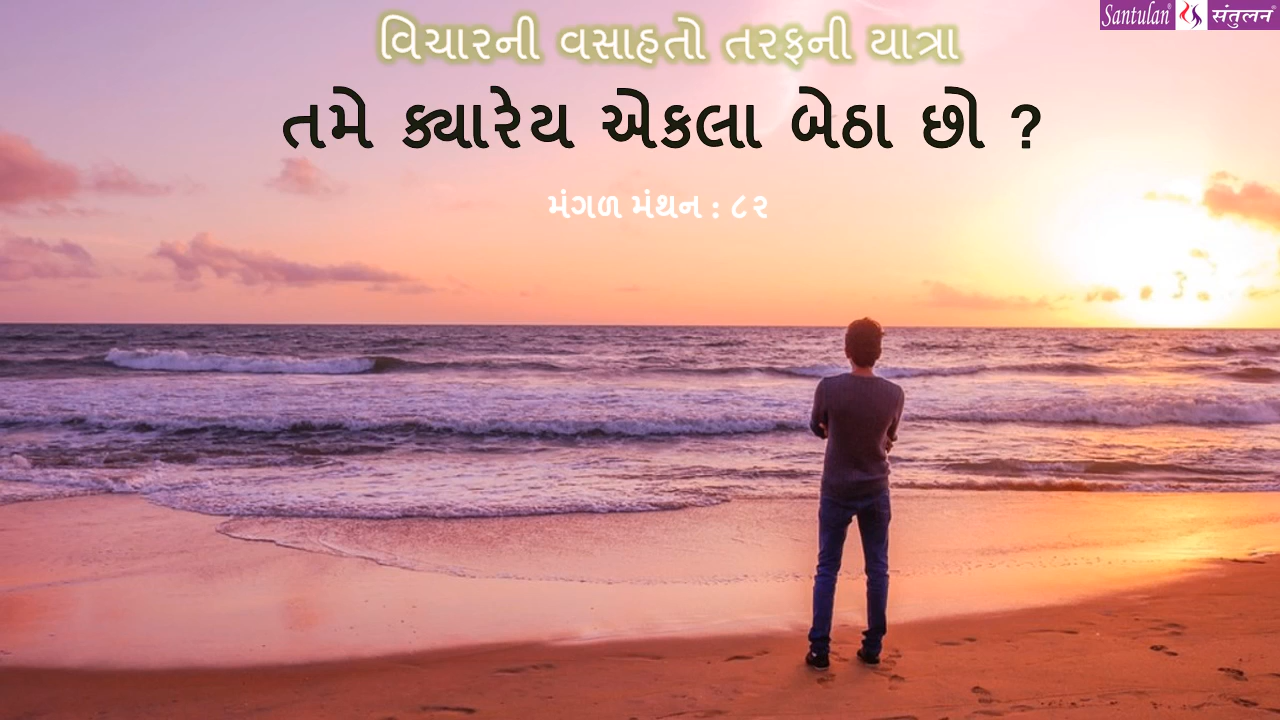 Santulan® संतुलन®
વિચારની વસાહતો તરફની યાત્રા
તમે ક્યારેય એકલા બેઠા છો ?
મંગળ મંથન : ૮૨